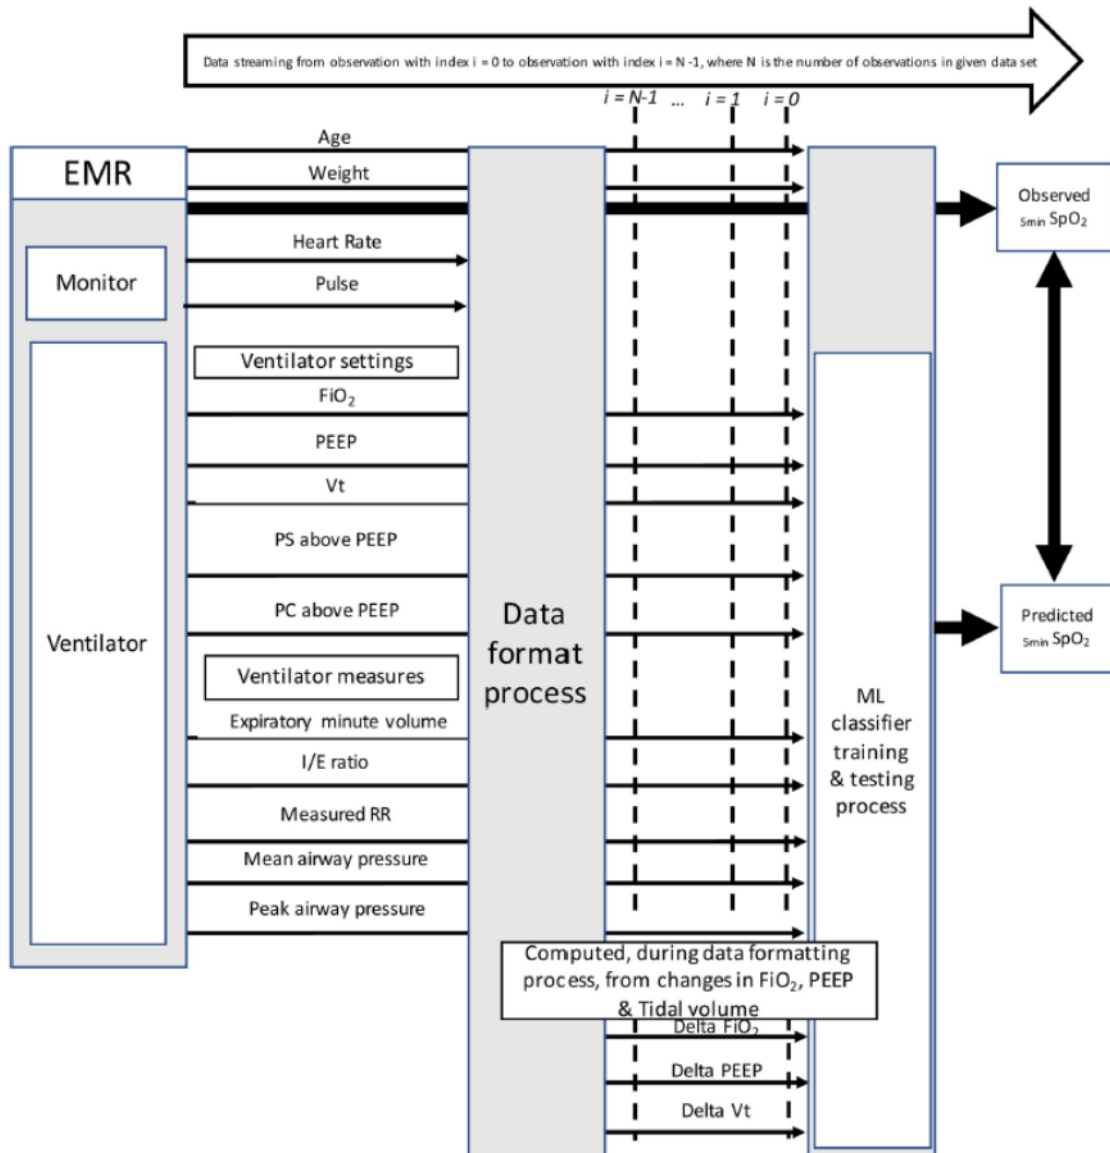 Data streaming from observation with index i = 0 to observation with index i = N -1, where N is the number of observations in given data set
i = N-1 ... i = 1 i = 0
EMR
Age
Weight
Monitor
Heart Rate
Pulse
Ventilator
Ventilator settings
FiO₂
PEEP
Vt
PS above PEEP
PC above PEEP
Ventilator measures
Expiratory minute volume
I/E ratio
Measured RR
Mean airway pressure
Peak airway pressure
Data
format
process
Computed, during data formatting
process, from changes in FiO₂, PEEP
& Tidal volume
Delta FiO₂
Delta PEEP
Delta Vt
ML
classifier
training
& testing
process
Observed
5min SpO₂
Predicted
5min SpO₂